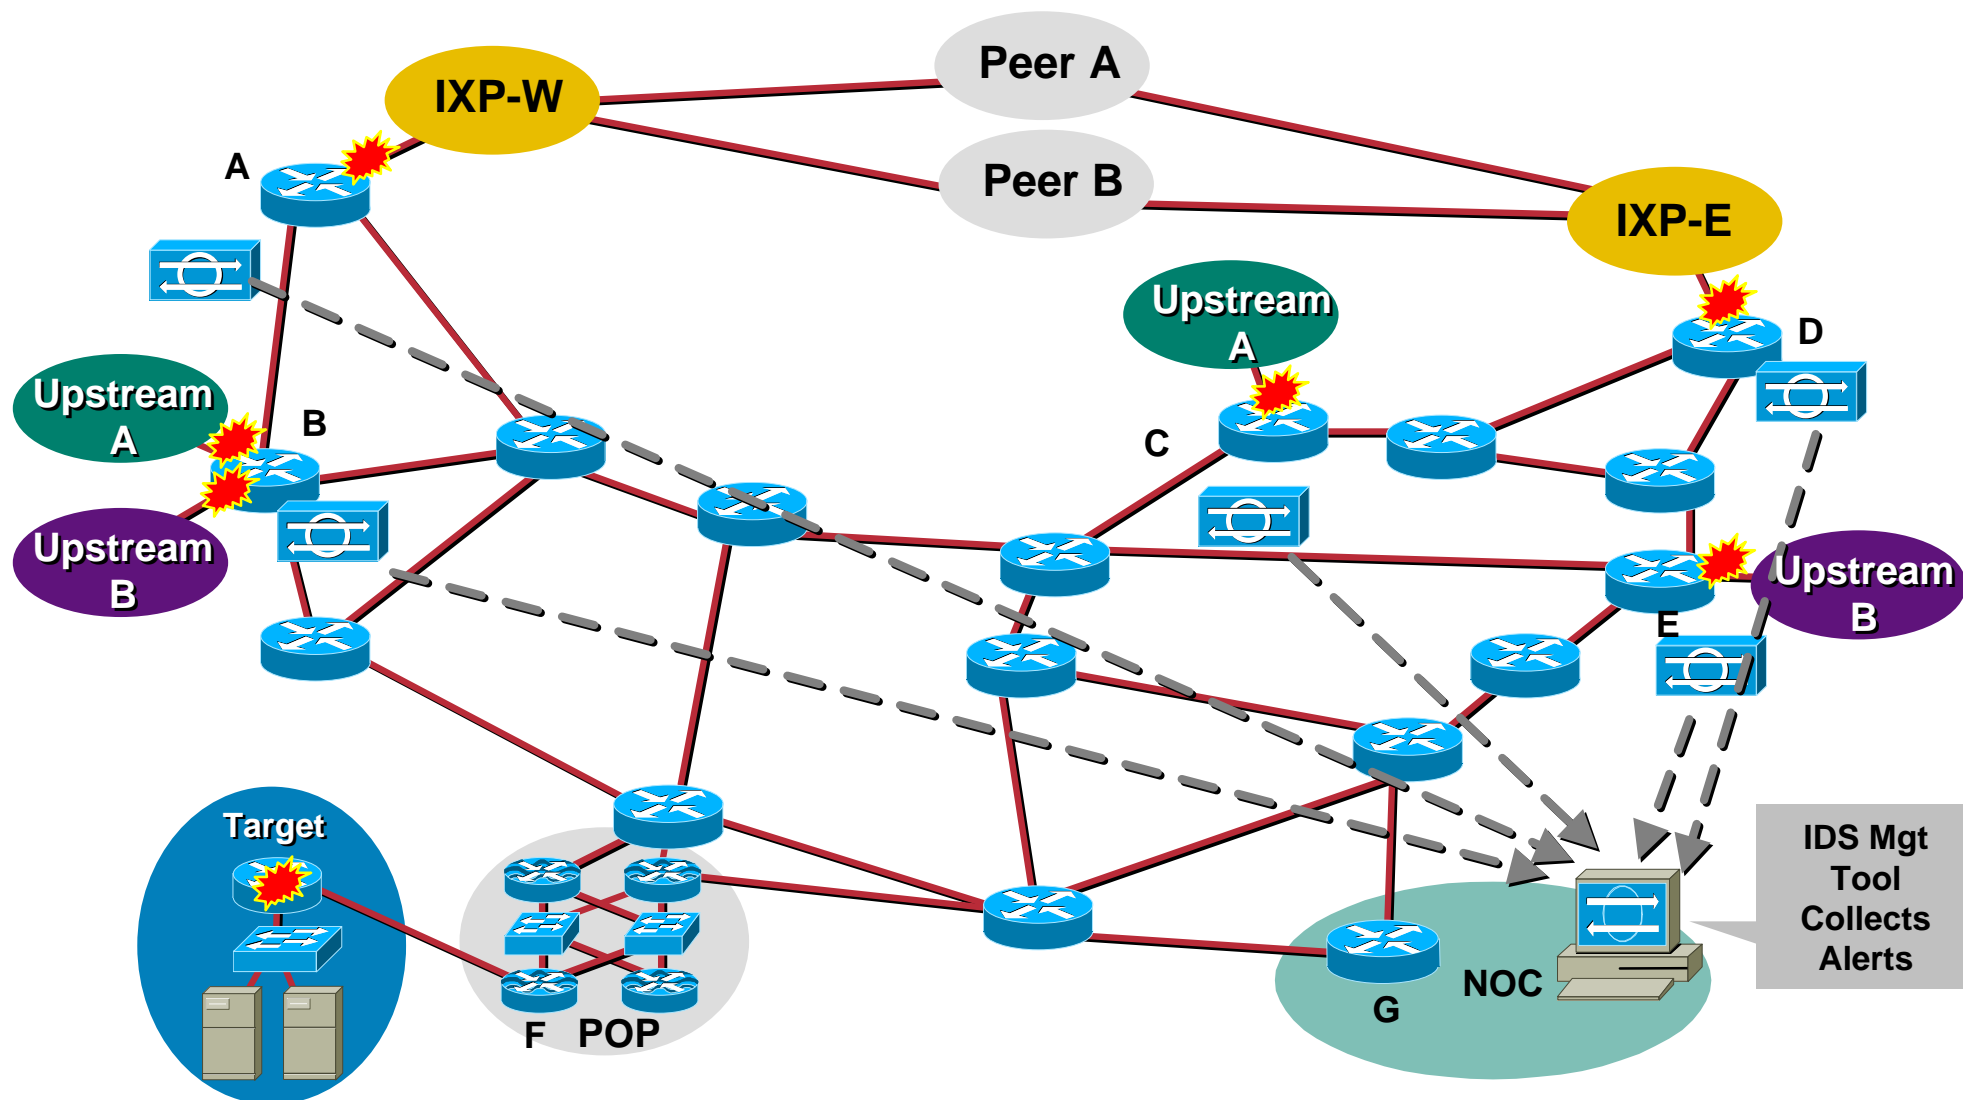 Peer A
IXP-W
A
Peer B
IXP-E
Upstream
A
D
Upstream
A
B
C
Upstream
B
Upstream
B
E
Target
IDS Mgt
Tool
Collects
Alerts
NOC
G
F
POP